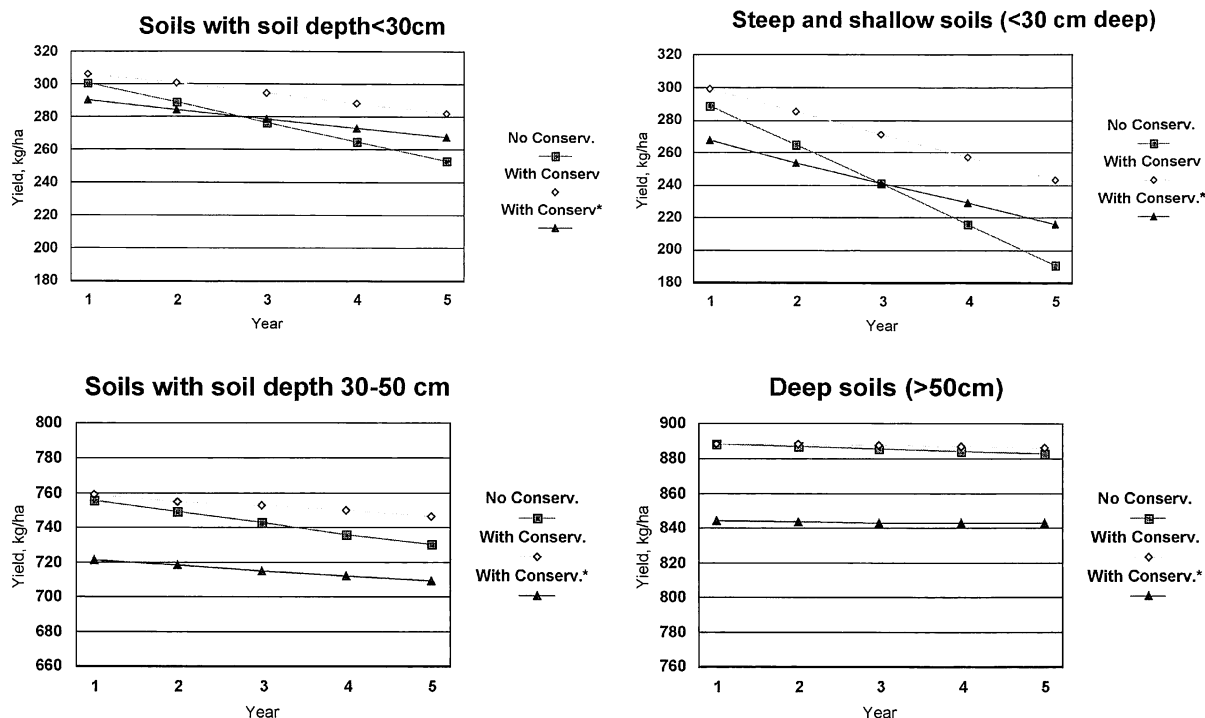 Soils with soil depth<30cm
320
300
280
260
240
220
200
180
Yield, kg/ha
1 2 3 4 5
Year
No Conserv.
With Conserv
With Conserv*
Steep and shallow soils (<30 cm deep)
320
300
280
260
240
220
200
180
Yield, kg/ha
1 2 3 4 5
Year
No Conserv.
With Conserv
With Conserv.*
Soils with soil depth 30-50 cm
800
780
760
740
720
700
680
660
Yield, kg/ha
1 2 3 4 5
Year
No Conserv.
With Conserv.
With Conserv.*
Deep soils (>50cm)
900
880
860
840
820
800
780
760
Yield, kg/ha
1 2 3 4 5
Year
No Conserv.
With Conserv.
With Conserv.*